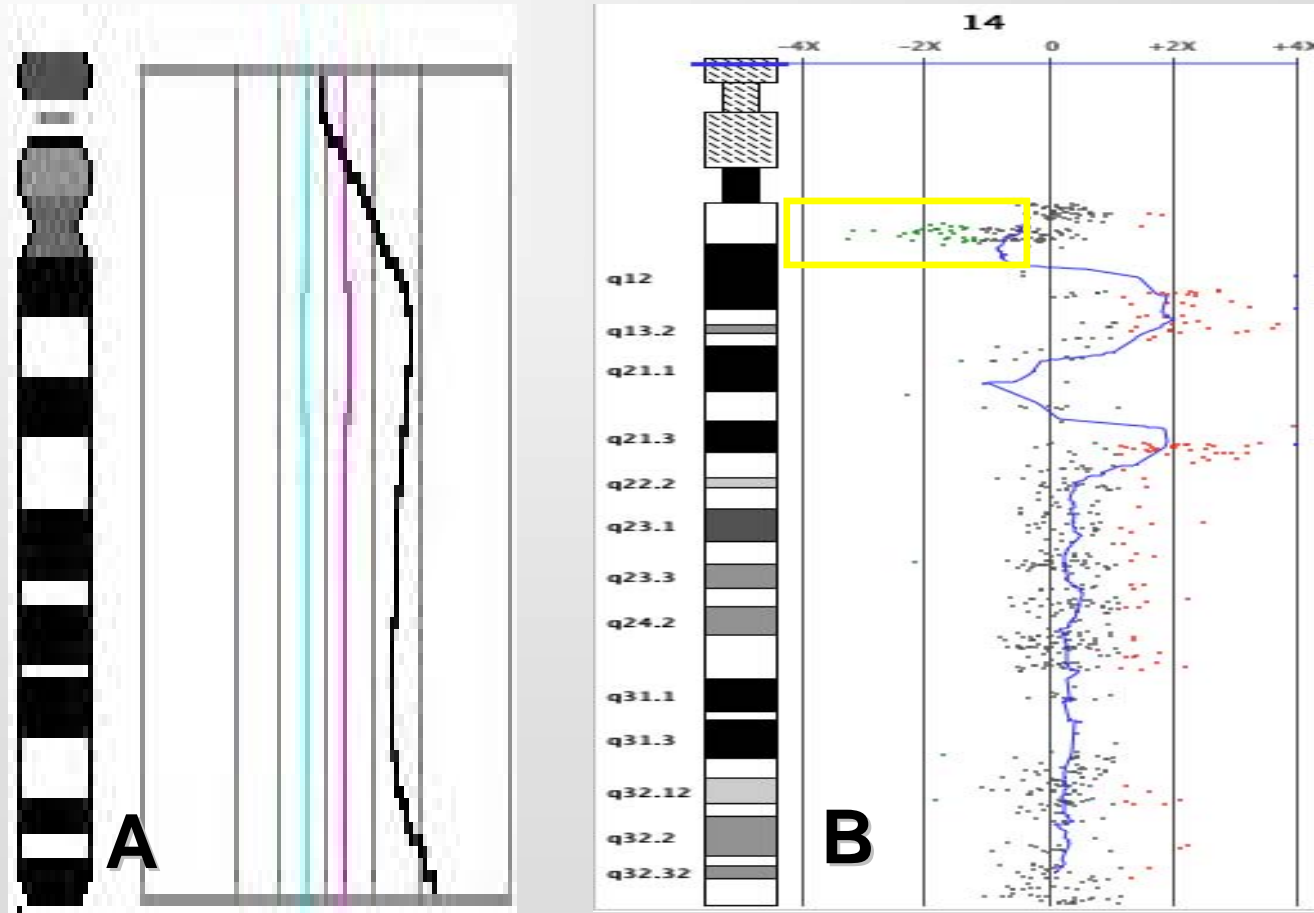 14
-4X -2X 0 +2X +4X
q12
q13.2
q21.1
q21.3
q22.2
q23.1
q23.3
q24.2
q31.1
q31.3
q32.12
q32.2
q32.32
A
B